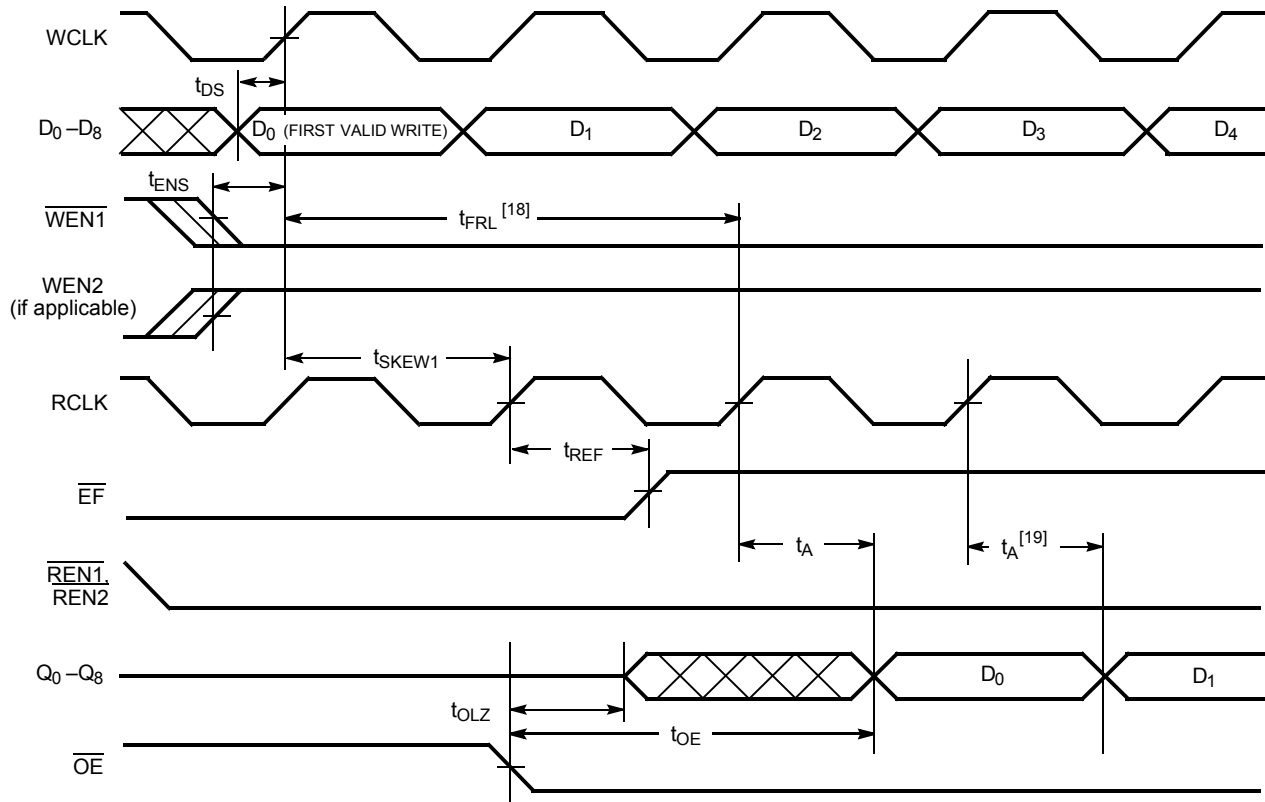 WCLK
tDS
D0 –D8
D0 (FIRST VALID WRITE)
D1
D2
D3
D4
tENS
WEN1
tFRL [18]
WEN2
(if applicable)
tSKEW1
RCLK
tREF
EF
tA
tA[19]
REN1,
REN2
Q0 –Q8
D0
D1
tOLZ
tOE
OE